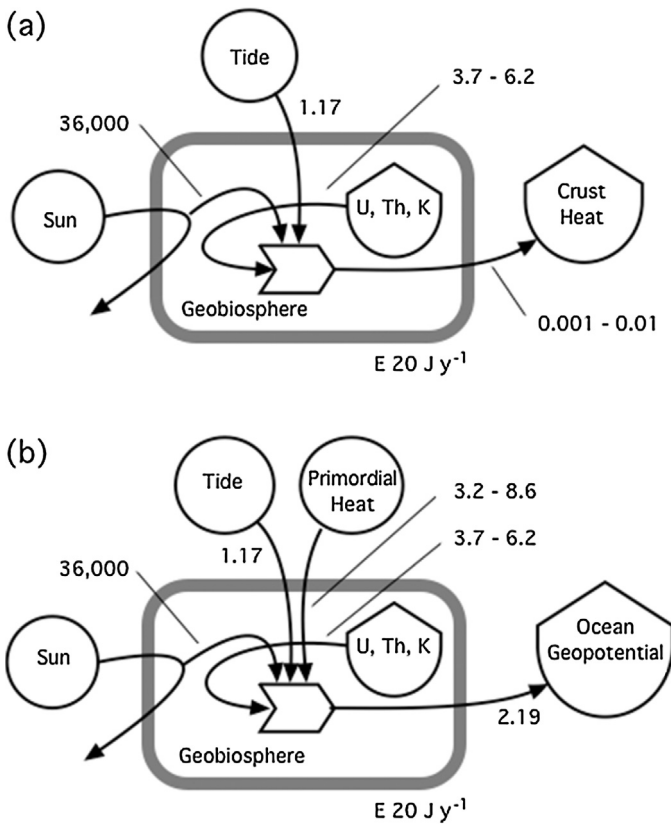 (a)
Tide
3.7 - 6.2
1.17
36,000
Sun
U, Th, K
Crust
Heat
Geobiosphere
0.001 - 0.01
E 20 J y-1
(b)
Tide
Primordial
Heat
3.2 - 8.6
3.7 - 6.2
1.17
36,000
Sun
U, Th, K
Ocean
Geopotential
2.19
Geobiosphere
E 20 J y-1